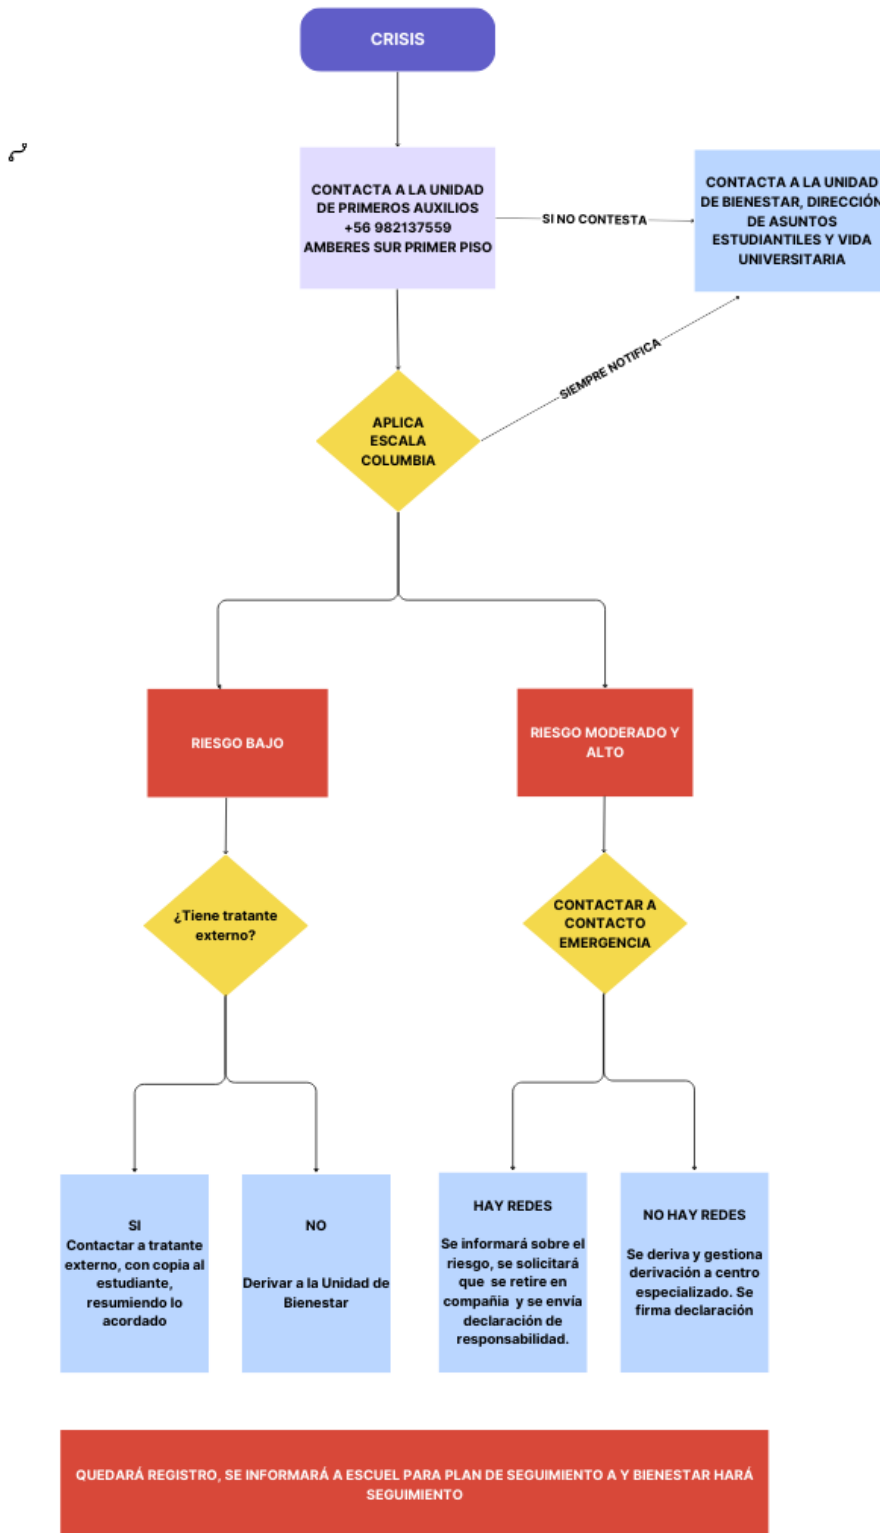 CRISIS
CONTACTA A LA UNIDAD
DE PRIMEROS AUXILIOS
+56 982137559
AMBERES SUR PRIMER PISO
SI NO CONTESTA
CONTACTA A LA UNIDAD
DE BIENESTAR, DIRECCIÓN
DE ASUNTOS
ESTUDIANTILES Y VIDA
UNIVERSITARIA
SIEMPRE NOTIFICA
APLICA
ESCALA
COLUMBIA
RIESGO BAJO
RIESGO MODERADO Y
ALTO
¿Tiene tratante
externo?
CONTACTAR A
CONTACTO
EMERGENCIA
SI
Contactar a tratante
externo, con copia al
estudiante,
resumiendo lo
acordado
NO
Derivar a la Unidad de
Bienestar
HAY REDES
Se informará sobre el
riesgo, se solicitará
que se retire en
compañia y se envía
declaración de
responsabilidad.
NO HAY REDES
Se deriva y gestiona
derivación a centro
especializado. Se
firma declaración
QUEDARÁ REGISTRO, SE INFORMARÁ A ESCUEL PARA PLAN DE SEGUIMIENTO A Y BIENESTAR HARÁ
SEGUIMIENTO